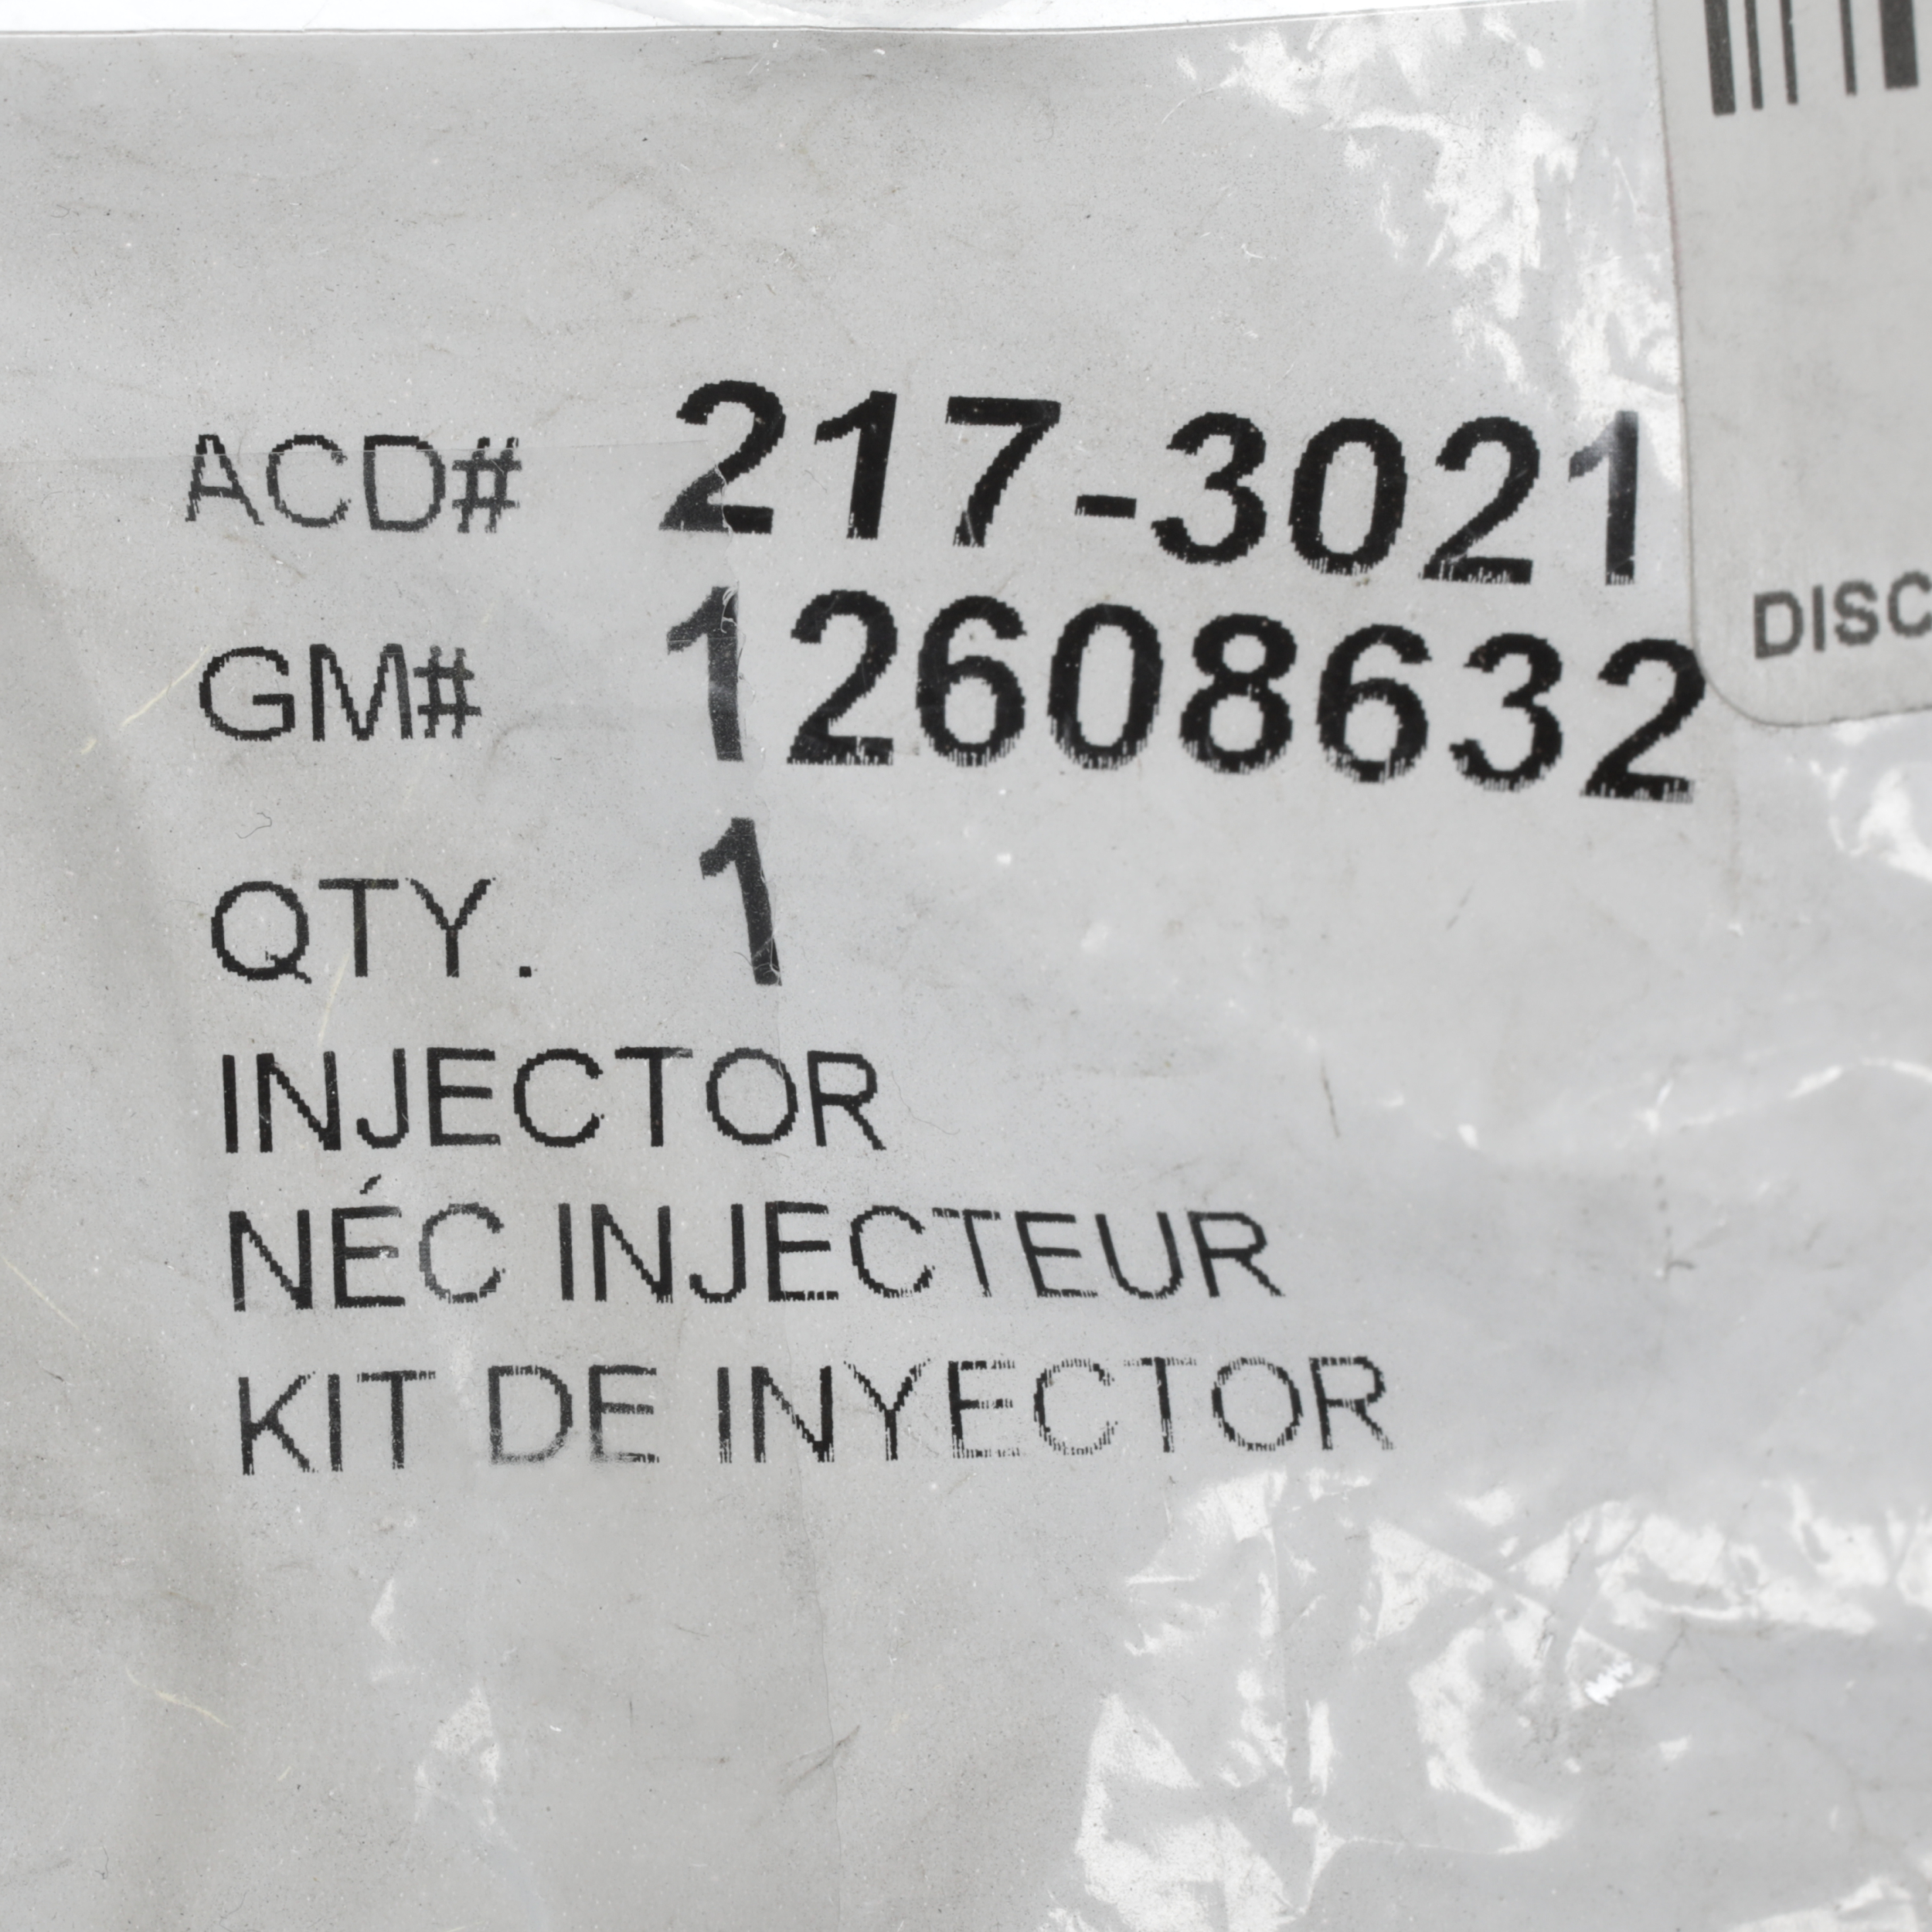 ACD# 217-3021
GM# 12608632
QTY. 1
INJECTOR
NÉC INJECTEUR
KIT DE INYECTOR
DISC